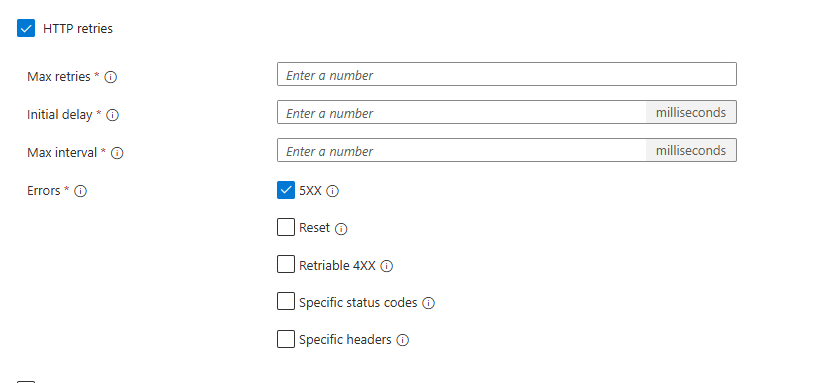 HTTP retries
Max retries *
Enter a number
Initial delay *
Enter a number
milliseconds
Max interval *
Enter a number
milliseconds
Errors *
5XX
Reset
Retriable 4XX
Specific status codes
Specific headers